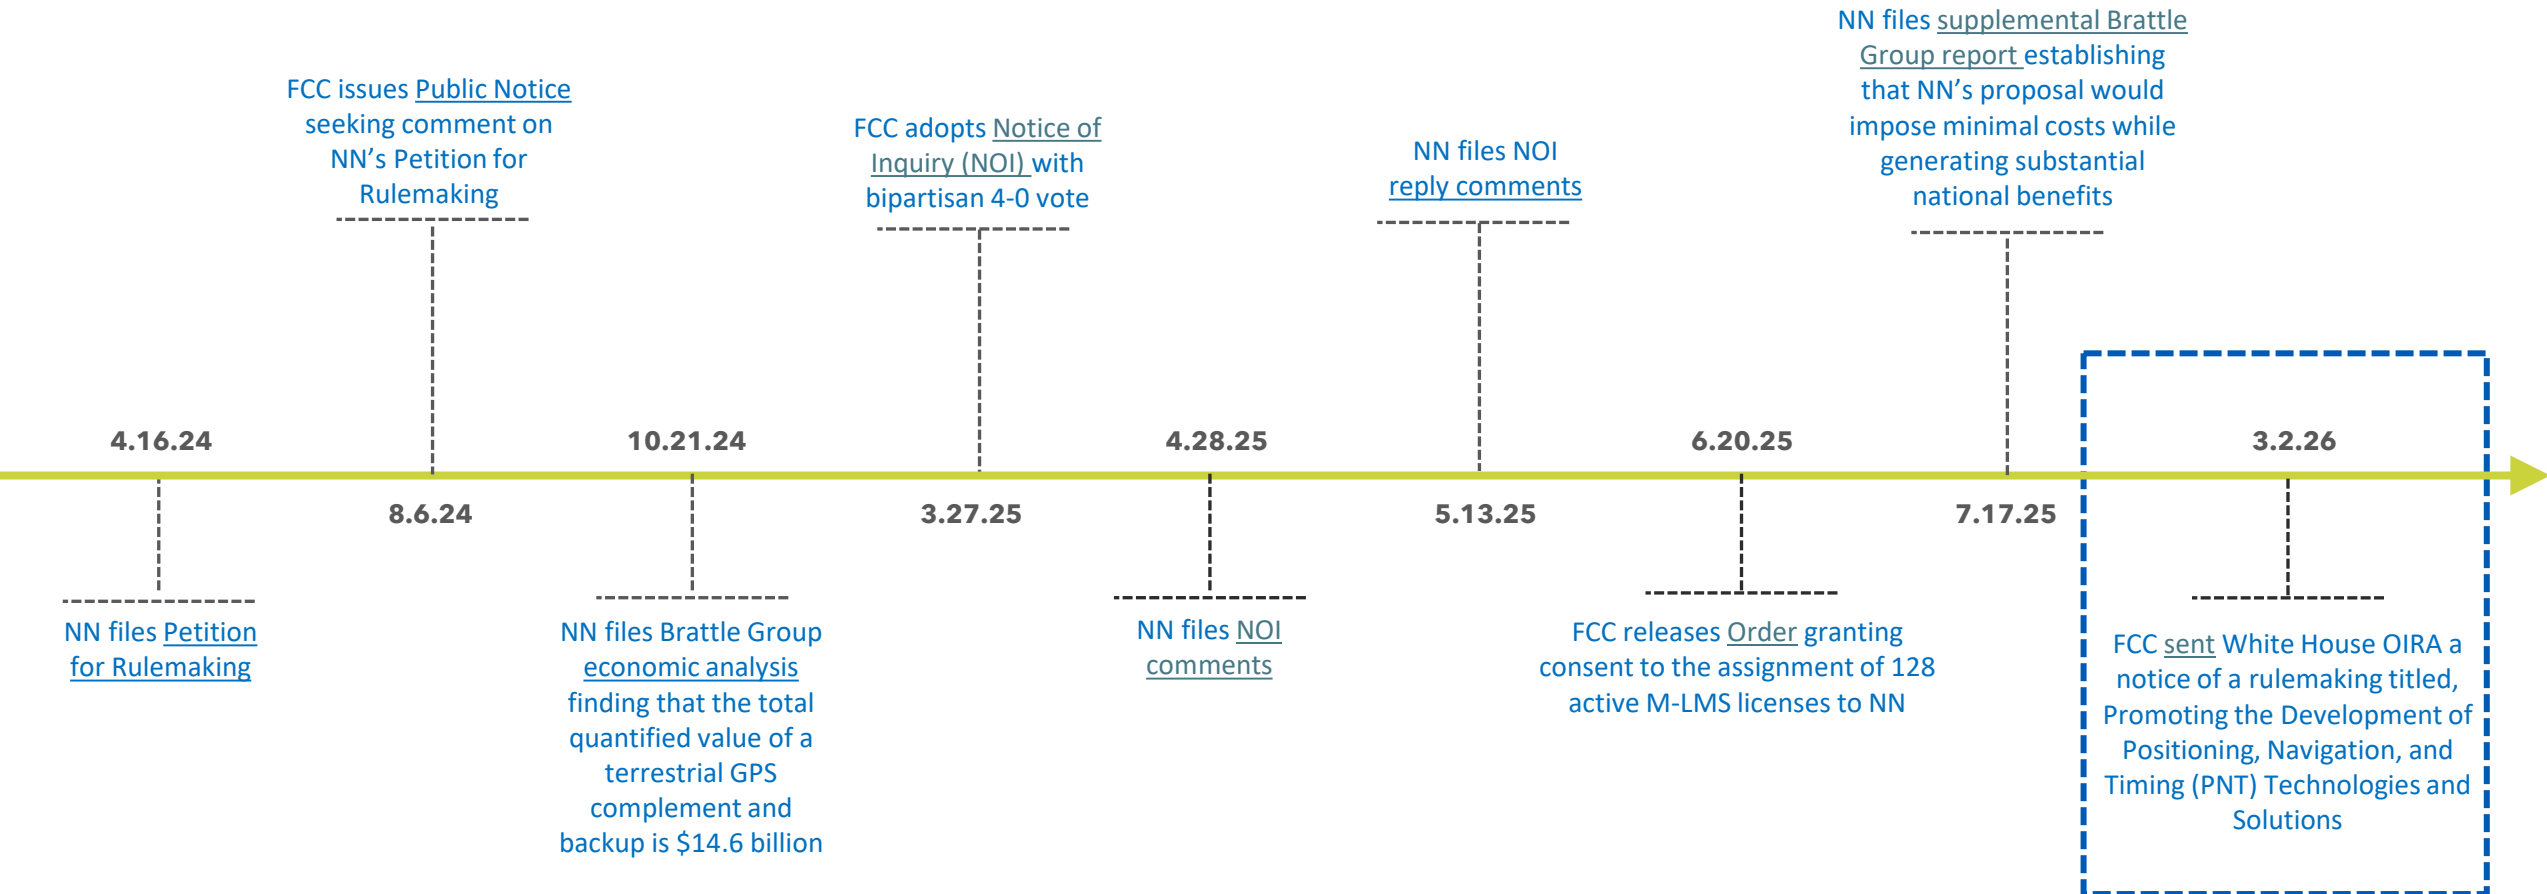 4.16.24
NN files Petition
for Rulemaking
FCC issues Public Notice
seeking comment on
NN’s Petition for
Rulemaking
8.6.24
10.21.24
NN files Brattle Group
economic analysis
finding that the total
quantified value of a
terrestrial GPS
complement and
backup is $14.6 billion
FCC adopts Notice of
Inquiry (NOI) with
bipartisan 4-0 vote
3.27.25
4.28.25
NN files NOI
comments
NN files NOI
reply comments
5.13.25
6.20.25
FCC releases Order granting
consent to the assignment of 128
active M-LMS licenses to NN
NN files supplemental Brattle
Group report establishing
that NN’s proposal would
impose minimal costs while
generating substantial
national benefits
7.17.25
3.2.26
FCC sent White House OIRA a
notice of a rulemaking titled,
Promoting the Development of
Positioning, Navigation, and
Timing (PNT) Technologies and
Solutions